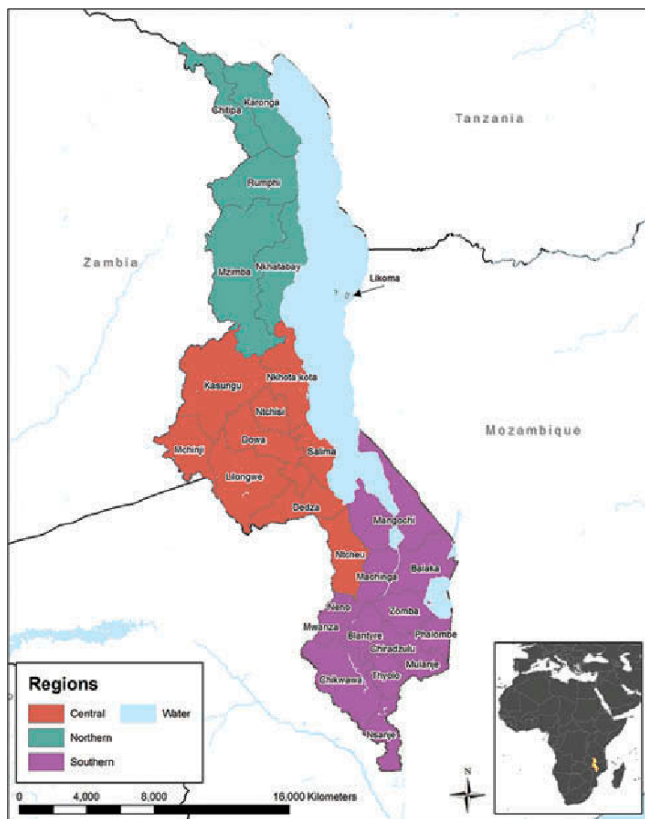 Karonga
Chitipa
Tanzania
Rumphi
Zambia
Nkhatabay
Mzimba
Likoma
Nkhota kota
Kasungu
Ntchisi
Mozambique
Dowa
Mchinji
Salima
Lilongwe
Dedza
Mangochi
Ntcheu
Balaka
Machinga
Neno
Zomba
Mwanza
Blantyre
Phalombe
Chiradzulu
Mulanje
Chikwawa
Thyolo
Nsanje
Regions
Central
Water
Northern
Southern
N
0 4,000 8,000 16,000 Kilometers